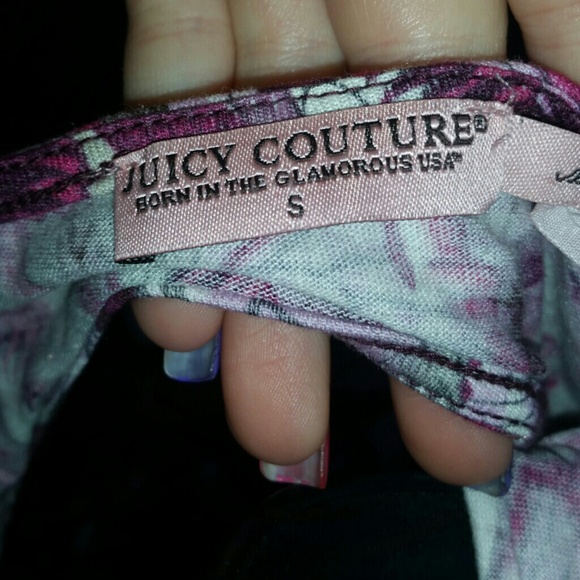 JUICY COUTURE®
BORN IN THE GLAMOROUS USA™
S